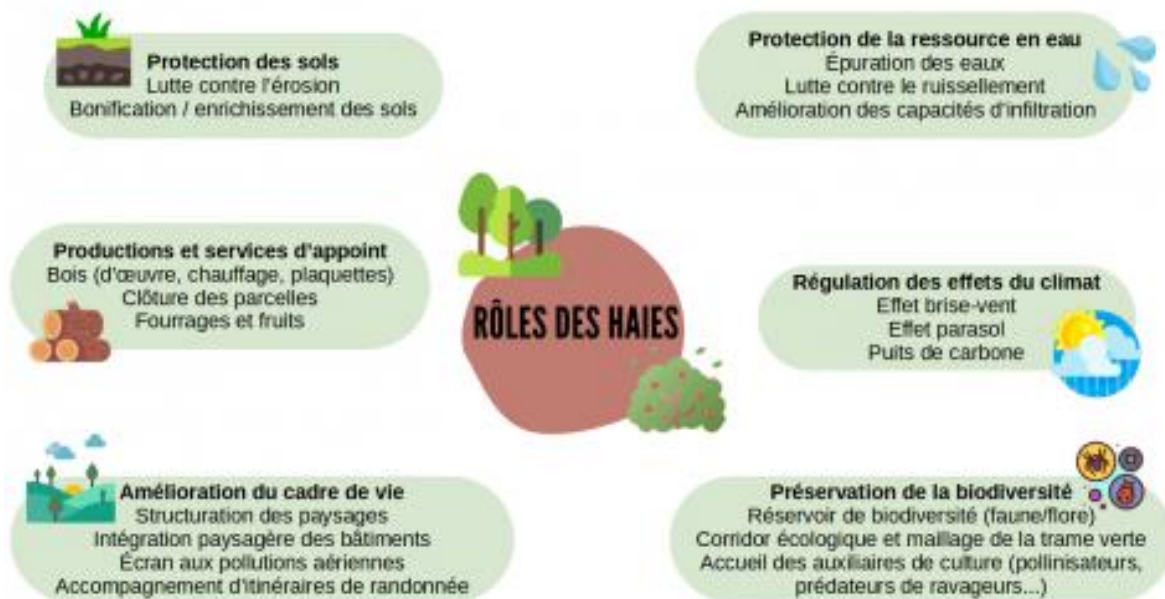 Protection des sols
Lutte contre l'érosion
Bonification / enrichissement des sols
Protection de la ressource en eau
Épuration des eaux
Lutte contre le ruissellement
Amélioration des capacités d'infiltration
Productions et services d'appoint
Bois (d'œuvre, chauffage, plaquettes)
Clôture des parcelles
Fourrages et fruits
RÔLES DES HAIES
Régulation des effets du climat
Effet brise-vent
Effet parasol
Puits de carbone
Amélioration du cadre de vie
Structuration des paysages
Intégration paysagère des bâtiments
Écran aux pollutions aériennes
Accompagnement d'itinéraires de randonnée
Préservation de la biodiversité
Réservoir de biodiversité (faune/flore)
Corridor écologique et maillage de la trame verte
Accueil des auxiliaires de culture (pollinisateurs,
prédateurs de ravageurs...)